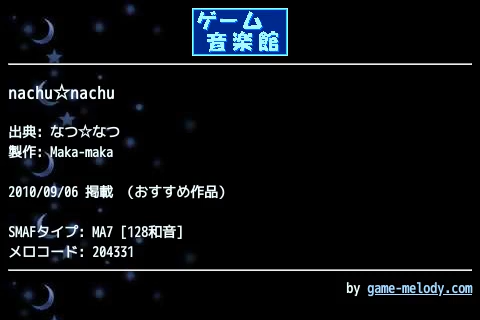 ゲーム
音楽館
nachu☆nachu
出典: なつ☆なつ
製作: Maka-maka
2010/09/06 掲載 (おすすめ作品)
SMAFタイプ: MA7 [128和音]
メロコード: 204331
by game-melody.com